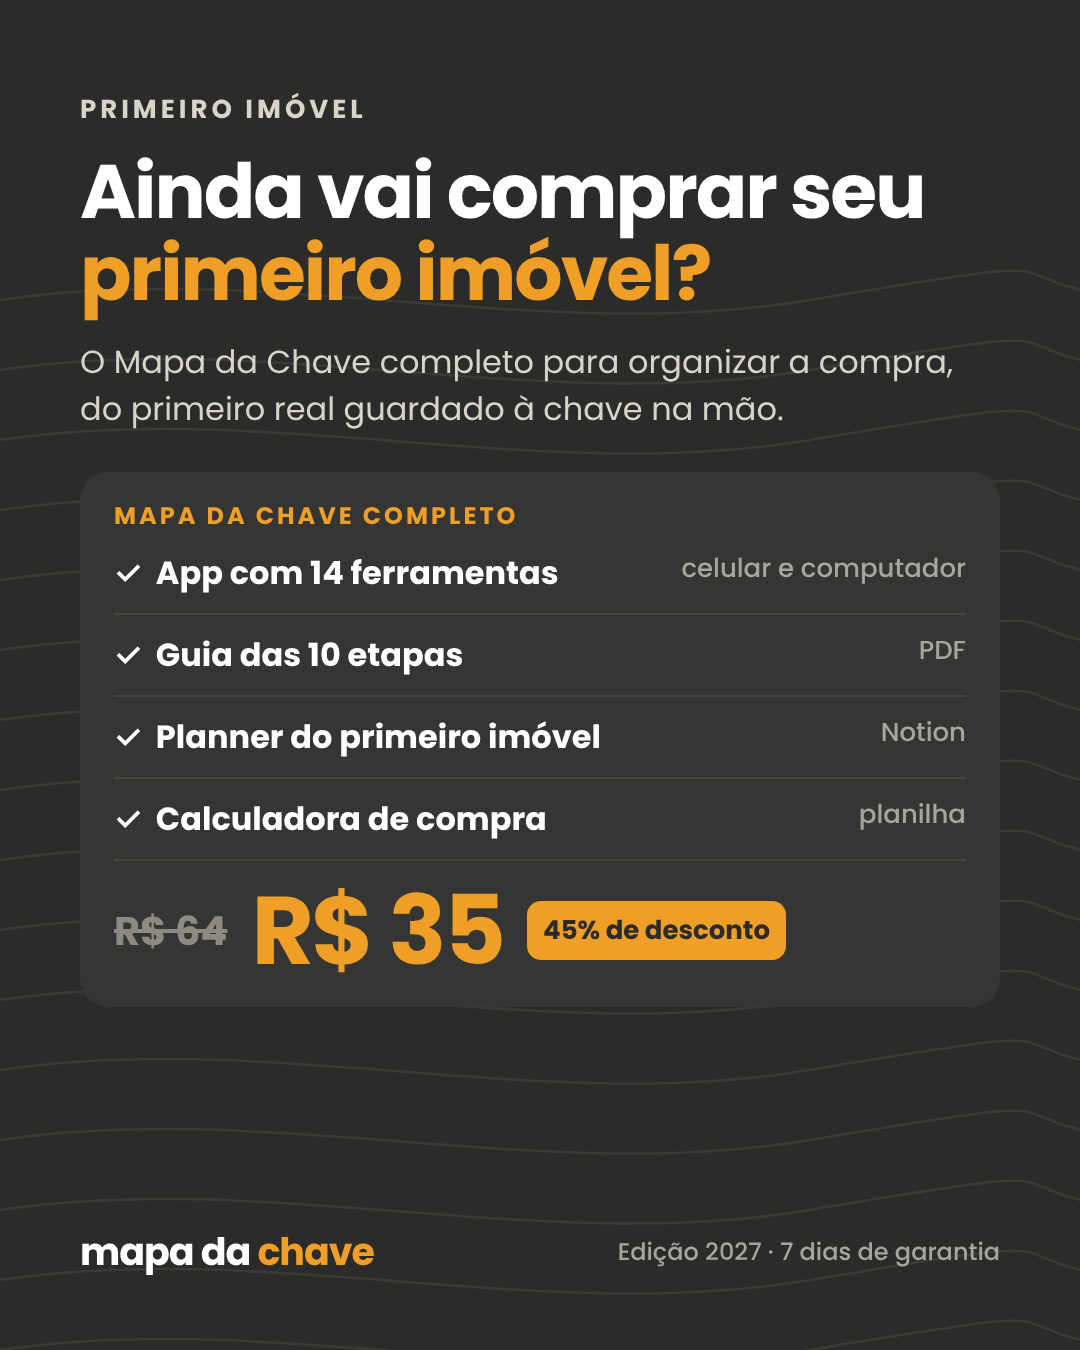 PRIMEIRO IMÓVEL
Ainda vai comprar seu
primeiro imóvel?
O Mapa da Chave completo para organizar a compra,
do primeiro real guardado à chave na mão.
MAPA DA CHAVE COMPLETO
App com 14 ferramentas celular e computador
Guia das 10 etapas PDF
Planner do primeiro imóvel Notion
Calculadora de compra planilha
R$ 64 R$ 35 45% de desconto
mapa da chave Edição 2027 · 7 dias de garantia